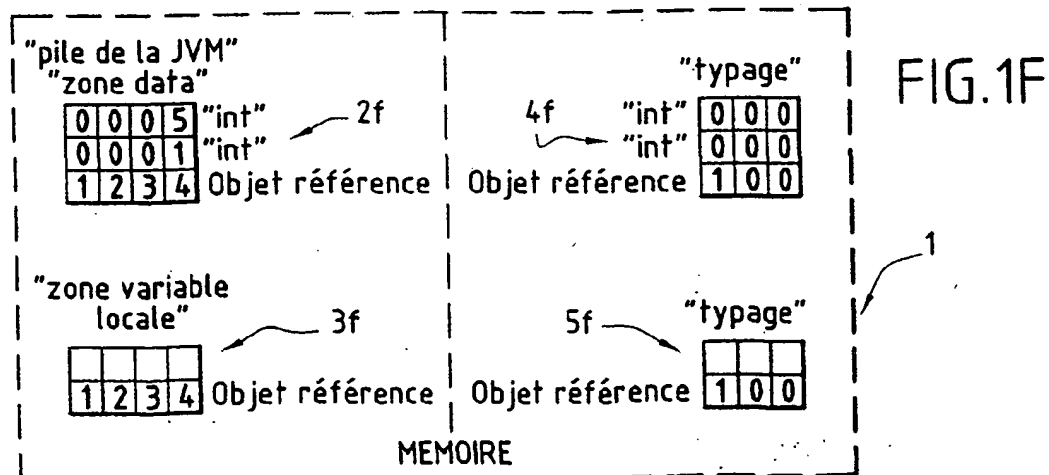 "pile de la JVM"
"zone data"
0 0 0 5 "int"
0 0 0 1 "int"
1 2 3 4 Objet référence
2f
"typage"
4f
"int" 0 0 0
"int" 0 0 0
Objet référence 1 0 0
FIG.1F
1
"zone variable
locale"
3f
1 2 3 4 Objet référence
"typage"
5f
Objet référence 1 0 0
MEMOIRE